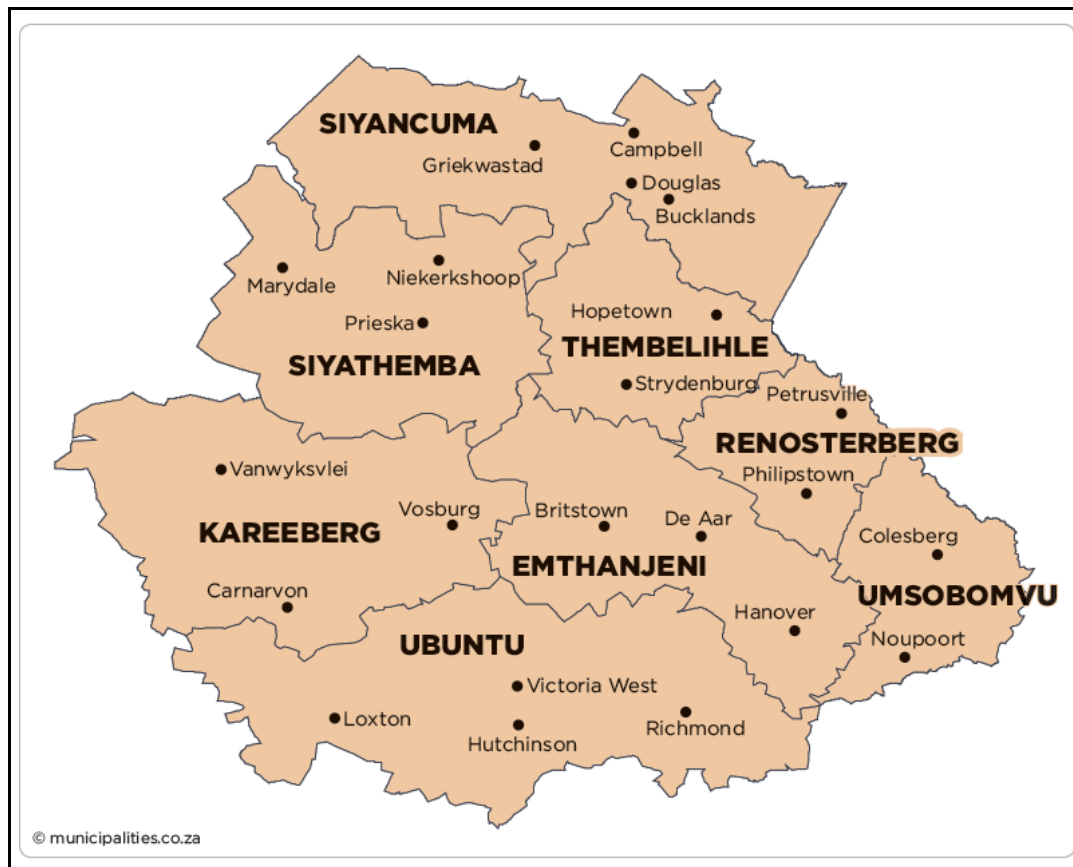 SIYANCUMA
Griekwastad
Campbell
Douglas
Bucklands
Marydale
Niekerkshoop
Prieska
SIYATHEMBA
Hopetown
THEMBELIHLE
Strydenburg
Petrusville
RENOSTERBERG
Philipstown
Vanwyksvlei
Vosburg
KAREEBERG
Carnarvon
Britstown
De Aar
EMTHANJENI
Hanover
Colesberg
UMSOBOMVU
Noupoort
UBUNTU
Victoria West
Loxton
Hutchinson
Richmond
© municipalities.co.za